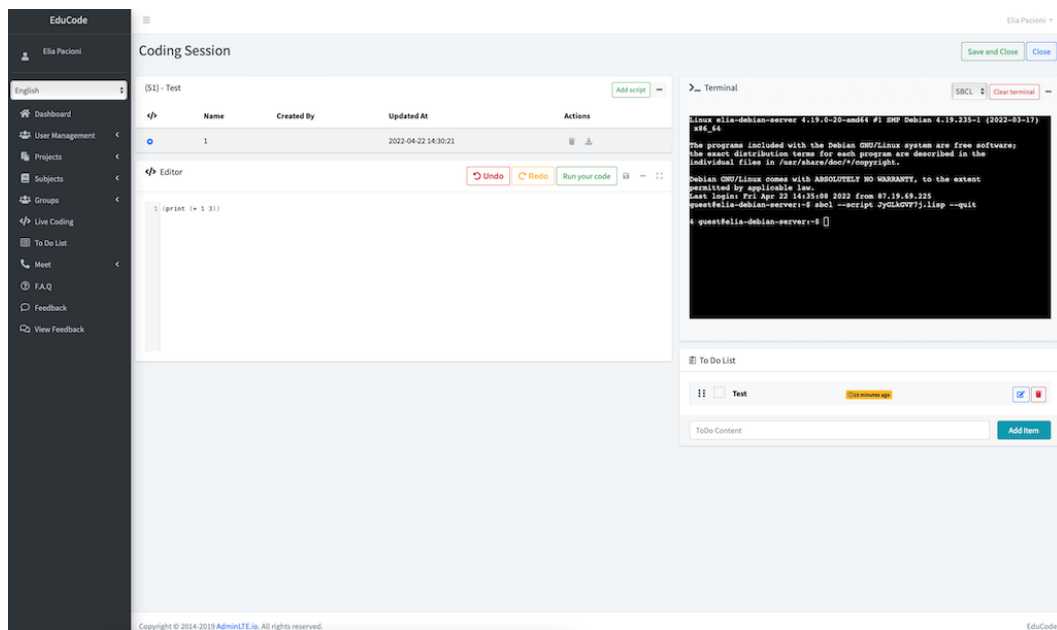 EduCode
Elia Pacioni
Elia Pacioni
English
Dashboard
User Management
Projects
Subjects
Groups
Live Coding
To Do List
Meet
F.A.Q
Feedback
View Feedback
Coding Session
Save and Close Close
(51) - Test
Add script
Name Created By Updated At Actions
1 2022-04-22 14:30:21
Editor
Undo Redo Run your code
1 (print (+ 1 3))
Terminal
SBCL Clear terminal
Linux elia-debian-server 4.19.0-20-amd64 #1 SMP Debian 4.19.235-1 (2022-03-17)
x86_64
The programs included with the Debian GNU/Linux system are free software;
the exact distribution terms for each program are described in the
individual files in /usr/share/doc/*/copyright.
Debian GNU/Linux comes with ABSOLUTELY NO WARRANTY, to the extent
permitted by applicable law.
Last login: Fri Apr 22 14:35:08 2022 from 87.19.69.225
guest@elia-debian-server:~$ sbcl --script JyGLkGVF7j.lisp --quit
4 guest@elia-debian-server:~$
To Do List
Test
10 minutes ago
ToDo Content
Add Item
Copyright © 2014-2019 AdminLTE.io. All rights reserved.
EduCode